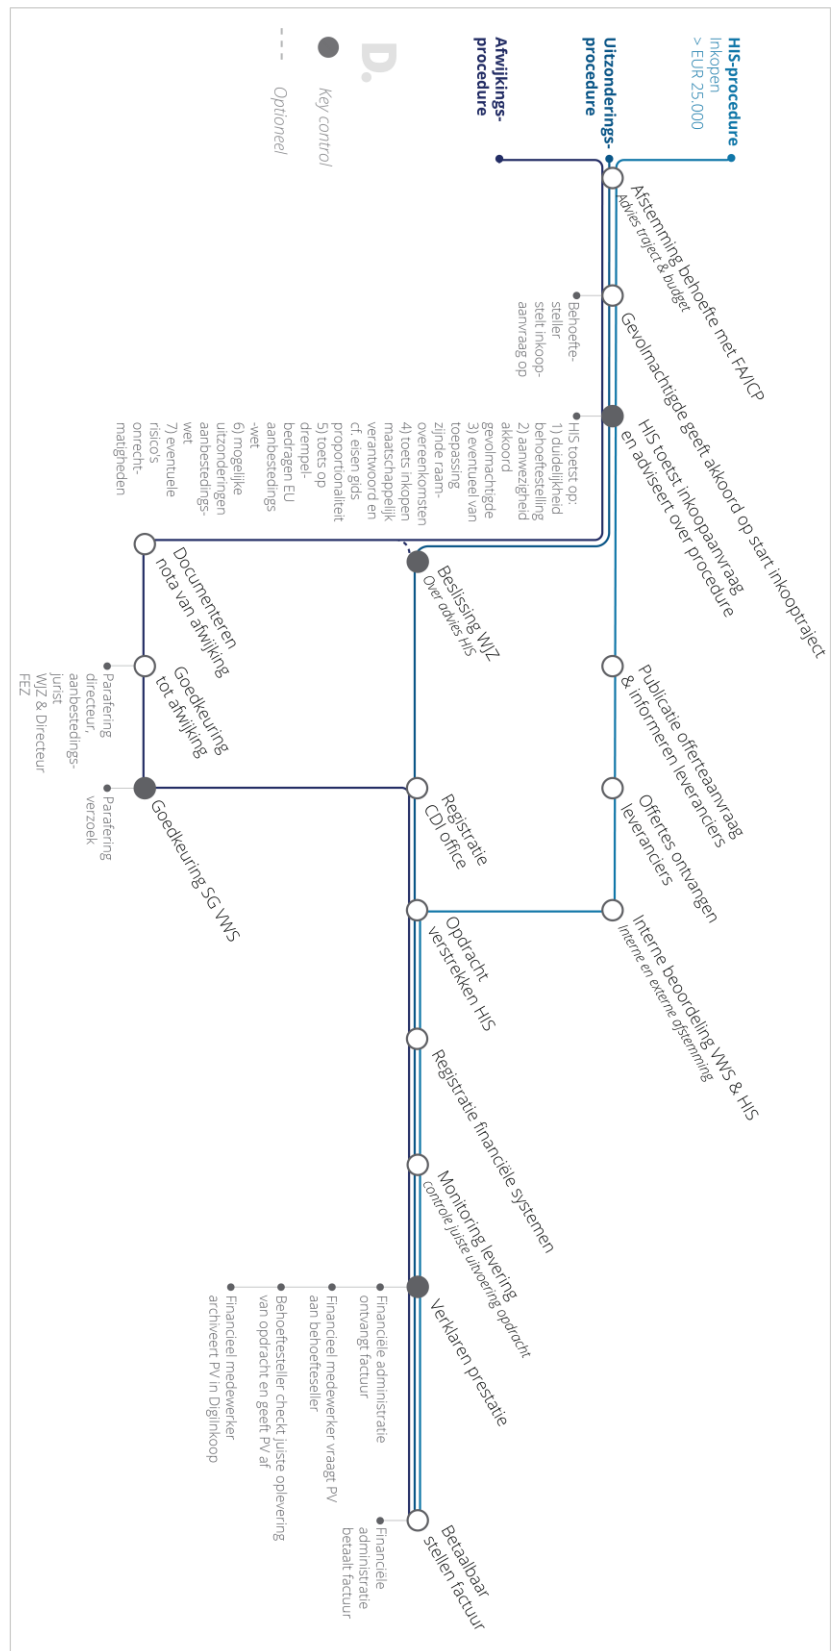 HIS-procedure
Inkopen
> EUR 25.000
Uitzonderings-
procedure
Afwijkings-
procedure
D.
Key control
Optioneel
Afstemming behoefte met FA/ICP
Advies traject & budget
Gevolmachtigde geeft akkoord op start inkooptraject
Behoefte-
steller
stelt inkoop-
aanvraag op
HIS toetst inkoopaanvraag
en adviseert over procedure
HIS toetst op:
1) duidelijkheid
behoeftestelling
2) aanwezigheid
akkoord
gevolmachtigde
3) eventueel van
toepassing
zijnde raam-
overeenkomsten
4) toets inkopen
maatschappelijk
verantwoord en
cf. eisen gids
proportionaliteit
5) toets op
drempel-
bedragen EU
aanbestedings
-wet
6) mogelijke
uitzonderingen
aanbestedings-
wet
7) eventuele
risico's
onrecht-
matigheden
Publicatie offerteaanvraag
& informeren leveranciers
Offertes ontvangen
leveranciers
Interne beoordeling VWS & HIS
Interne en externe afstemming
Beslissing WJZ
Over advies HIS
Registratie
CDI office
Opdracht
verstrekken HIS
Registratie financiële systemen
Monitoring levering
controle juiste uitvoering opdracht
Verklaren prestatie
Financiële administratie
ontvangt factuur
Financieel medewerker vraagt PV
aan behoefteseller
Behoeftesteller checkt juiste oplevering
van opdracht en geeft PV af
Financieel medewerker
archiveert PV in DigiInkoop
Betaalbaar
stellen factuur
Financiële
administratie
betaalt factuur
Documenteren
nota van afwijking
Goedkeuring
tot afwijking
Parafering
directeur,
aanbestedings-
jurist
WJZ & Directeur
FEZ
Goedkeuring SG VWS
Parafering
verzoek